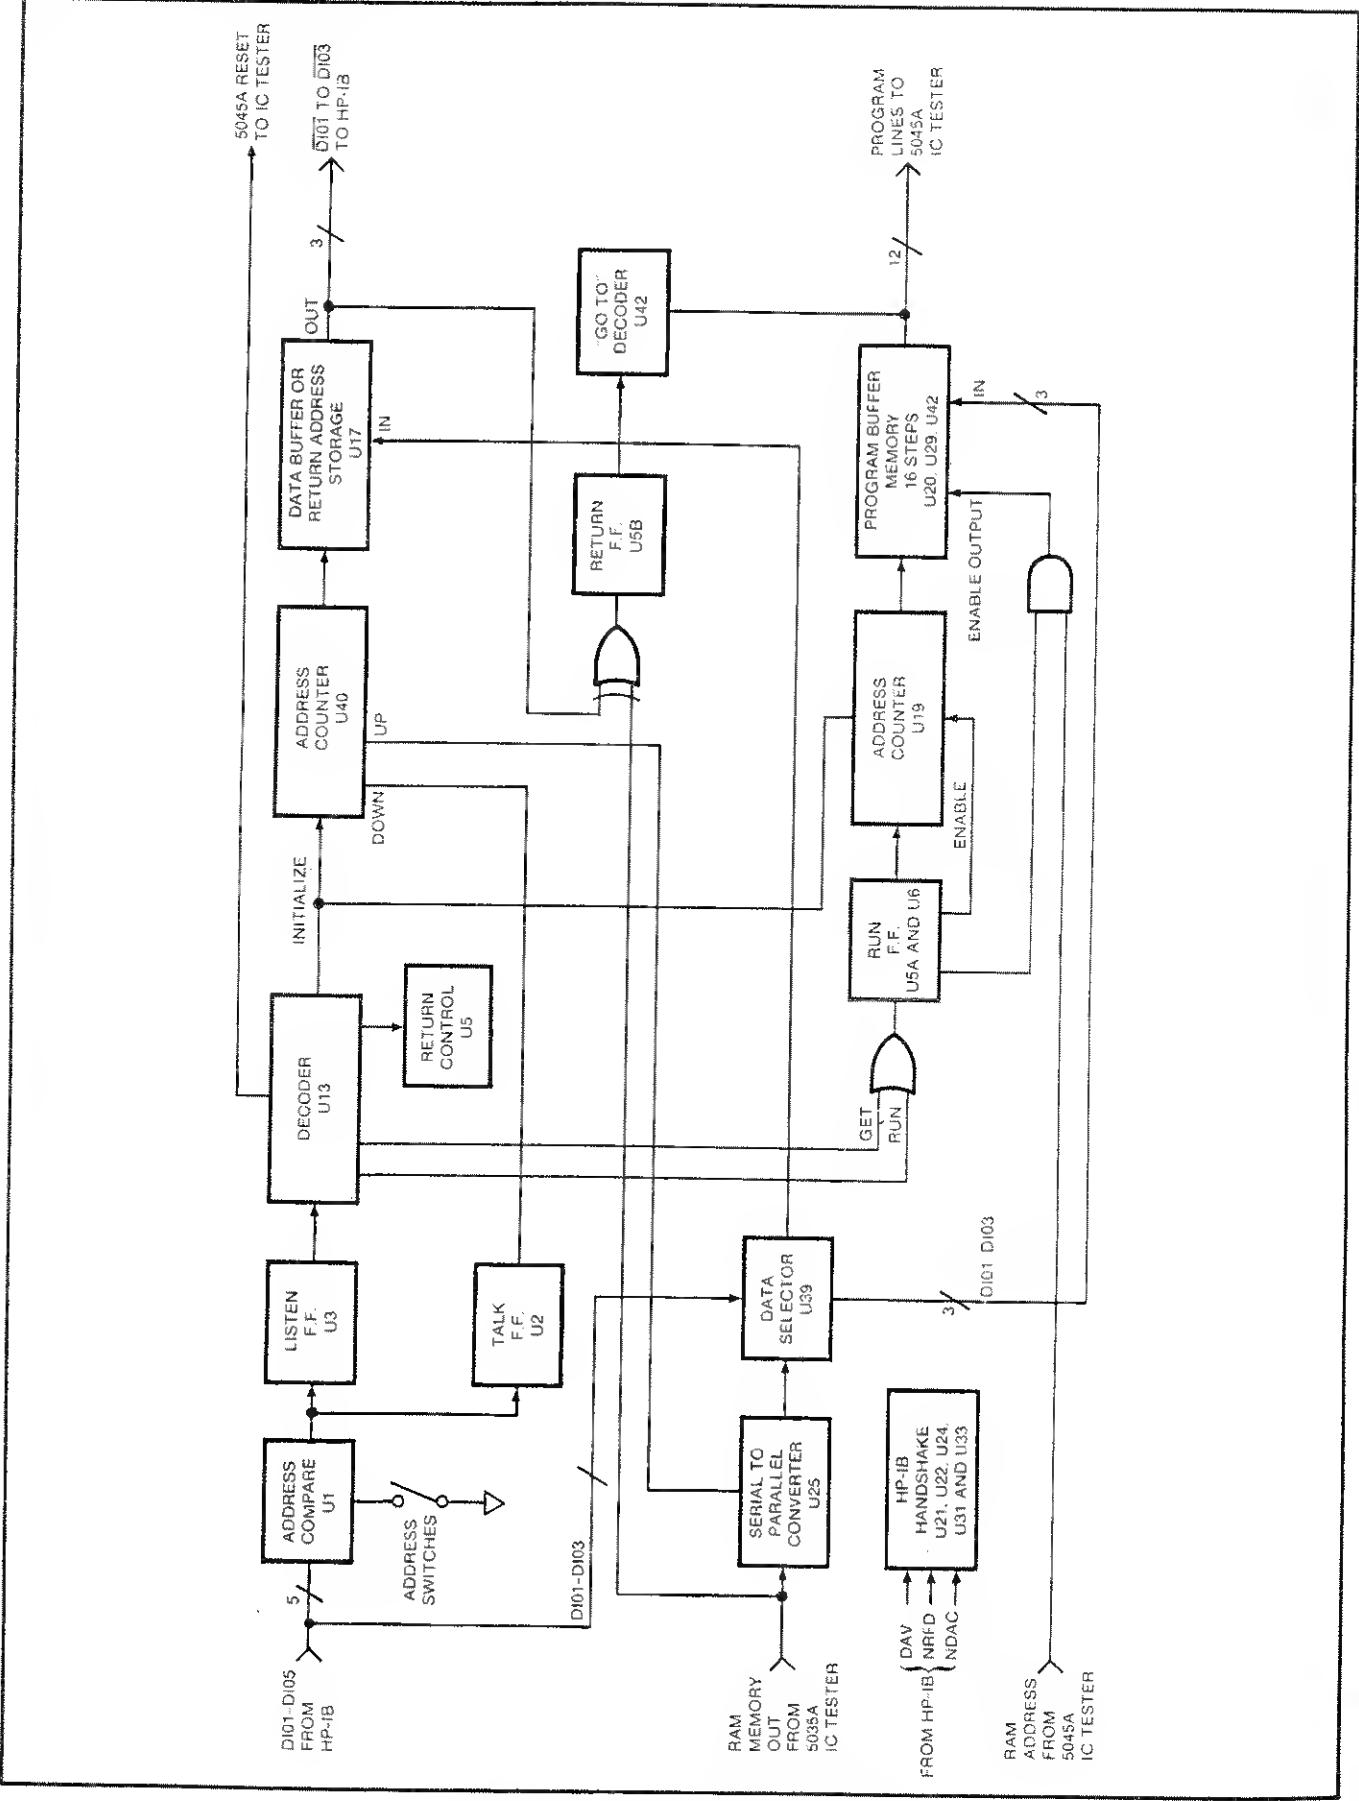 DI01-DI05
FROM
HP-IB
5
ADDRESS
COMPARE
U1
ADDRESS
SWITCHES
LISTEN
F.F.
U3
TALK
F.F.
U2
DECODER
U13
RETURN
CONTROL
U5
INITIALIZE
ADDRESS
COUNTER
U40
DOWN
UP
DATA BUFFER OR
RETURN ADDRESS
STORAGE
U17
OUT
IN
3
5045A RESET
TO IC TESTER
DI01 TO DI03
TO HP-IB
RETURN
F.F.
U5B
"GO TO"
DECODER
U42
DI01-DI03
RAM
MEMORY
OUT
FROM
5035A
IC TESTER
SERIAL TO
PARALLEL
CONVERTER
U25
DATA
SELECTOR
U39
3
DI01 DI03
GET
RUN
RUN
F.F.
U5A AND U6
ENABLE
ADDRESS
COUNTER
U19
ENABLE OUTPUT
PROGRAM BUFFER
MEMORY
16 STEPS
U20, U29, U42
IN
3
12
PROGRAM
LINES TO
5045A
IC TESTER
FROM HP-IB
DAV
NRFD
NDAC
HP-IB
HANDSHAKE
U21, U22, U24,
U31 AND U33
RAM
ADDRESS
FROM
5045A
IC TESTER